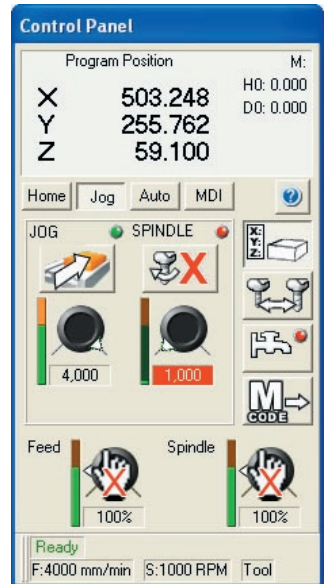 Control Panel
Program Position M:
X 503.248 H0: 0.000
Y 255.762 D0: 0.000
Z 59.100
Home Jog Auto MDI ?
JOG SPINDLE X:
Y:
Z:
4,000 1,000
M
CODE
Feed Spindle
100% 100%
Ready
F:4000 mm/min S:1000 RPM Tool